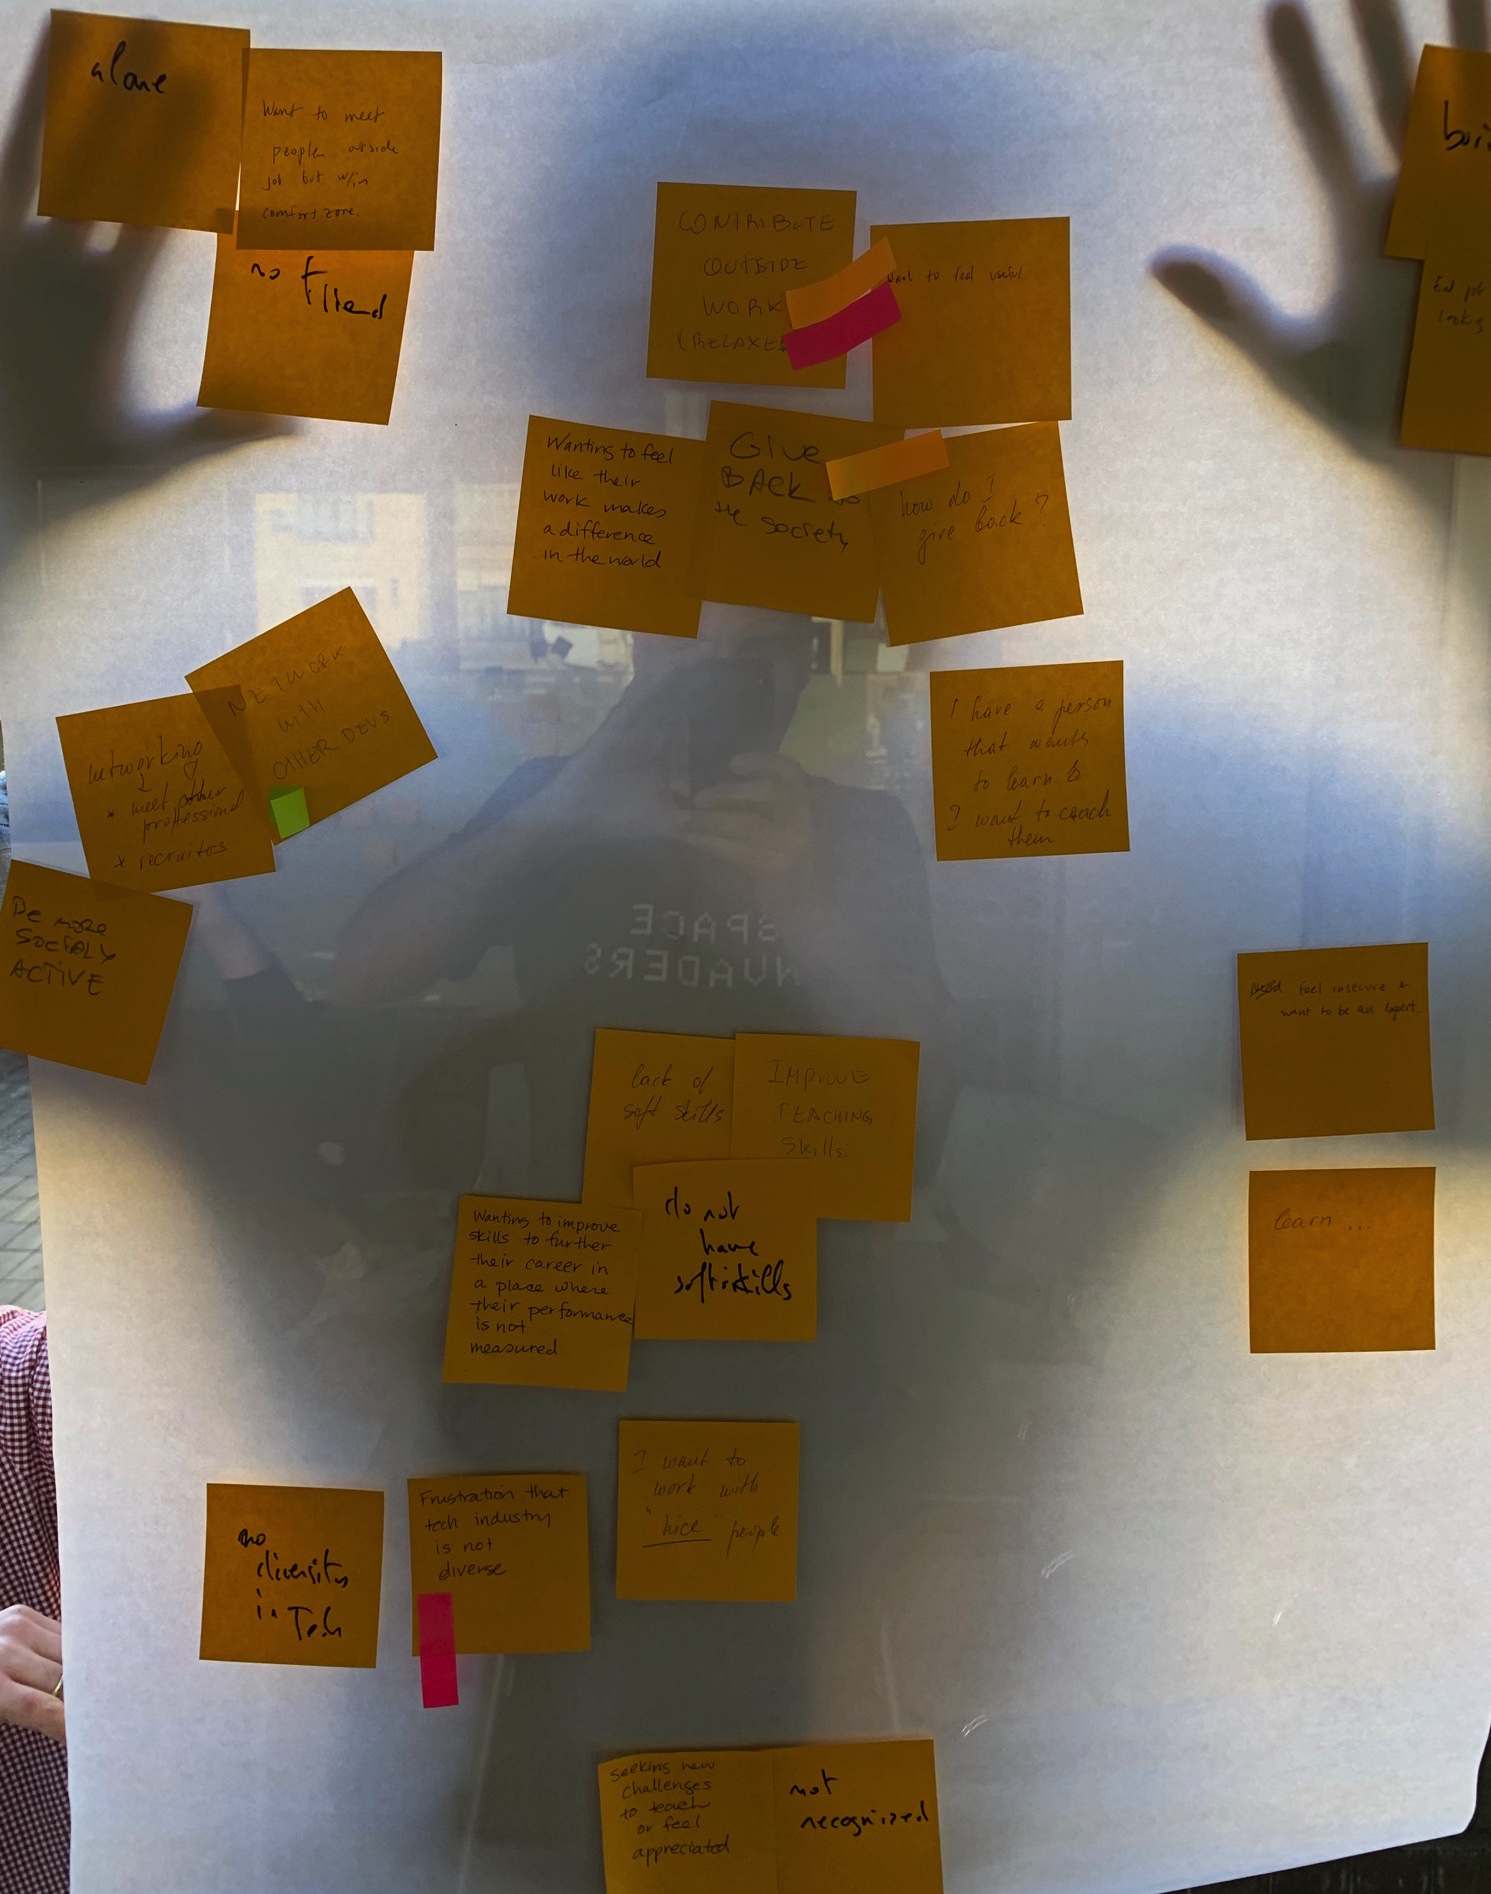 alone
Want to meet
people outside
job but w/in
comfort zone.
no friend
CONTRIBUTE
OUTSIDE
WORK
want to feel useful
Wanting to feel
like their
work makes
a difference
in the world
Give
BACk to
the society
how do I
give back?
NETWORK
WITH
OTHER DEVS
networking
* meet other
professional
* recruiters
Be more
SOCIALY
ACTIVE
I have a person
that wants
to learn &
I want to coach
them
SPACE
INVADERS
Need feel insecure &
want to be an expert.
lack of
soft skills
IMPROVE
TEACHING
Skills.
do not
have
soft skills
Wanting to improve
skills to further
their career in
a place where
their performance
is not
measured
learn ...
I want to
work with
"nice" people
no
diversity
in Tech
Frustration that
tech industry
is not
diverse
seeking new
challenges
to teach
or feel
appreciated
not
recognized